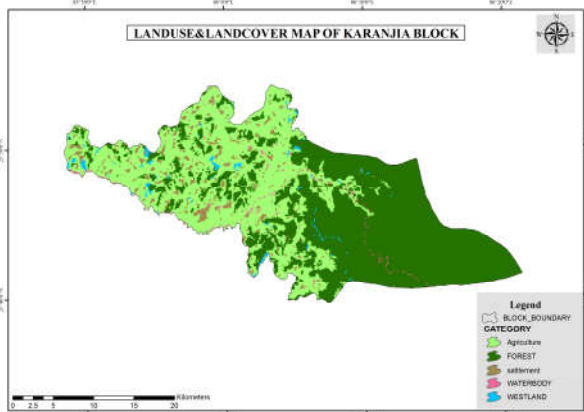 LANDUSE&LANDCOVER MAP OF KARANJIA BLOCK
N
W
E
S
Legend
BLOCK_BOUNDARY
CATEGORY
Agriculture
FOREST
settlement
WATERBODY
WESTLAND
Kilometers
0 2.5 5 10 15 20